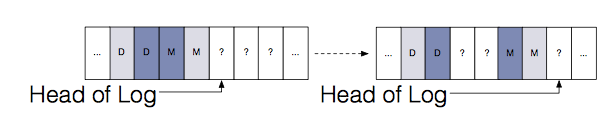 ... D D M M ? ? ? ...
... D D ? ? M M ? ...
Head of Log
Head of Log